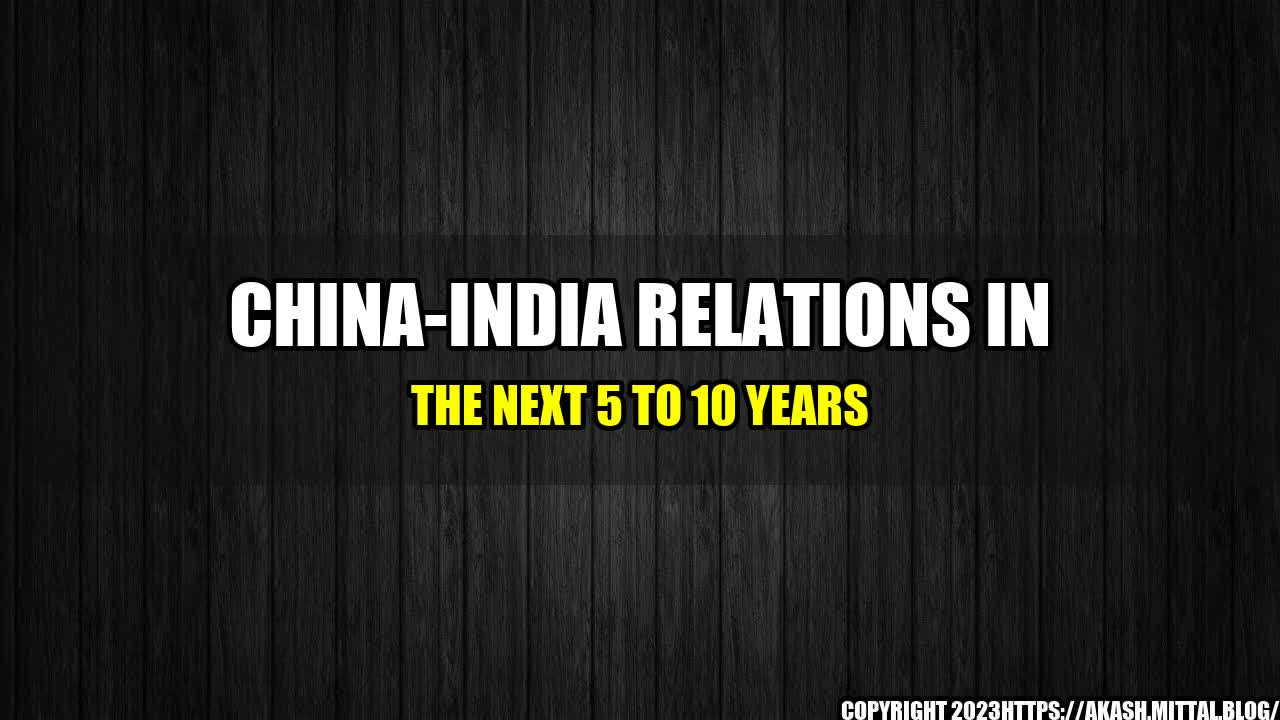 CHINA-INDIA RELATIONS IN
THE NEXT 5 TO 10 YEARS
COPYRIGHT 2023HTTPS://AKASH.MITTAL.BLOG/